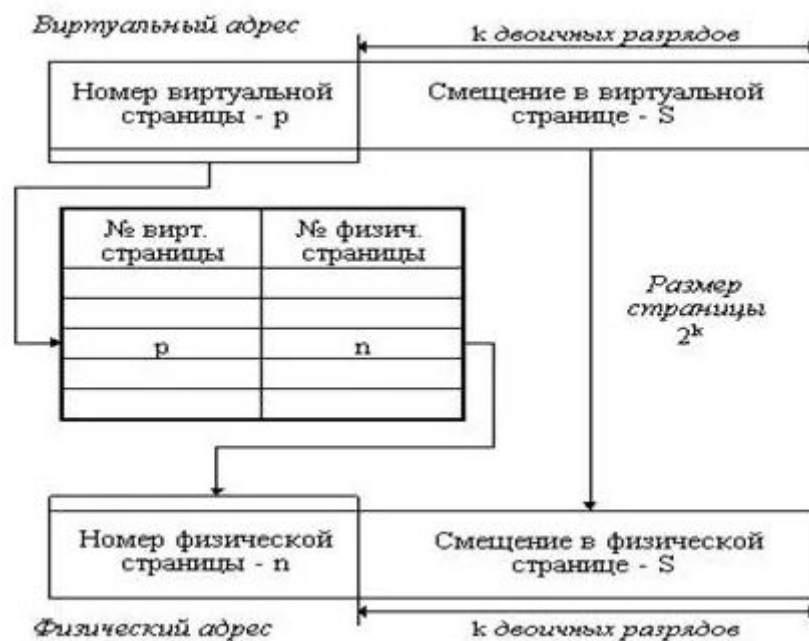 Виртуальный адрес
k двоичных разрядов
Номер виртуальной
страницы - p
Смещение в виртуальной
странице - S
№ вирт.
страницы
№ физич.
страницы
p
n
Размер
страницы
2ᵏ
Номер физической
страницы - n
Смещение в физической
странице - S
Физический адрес
k двоичных разрядов